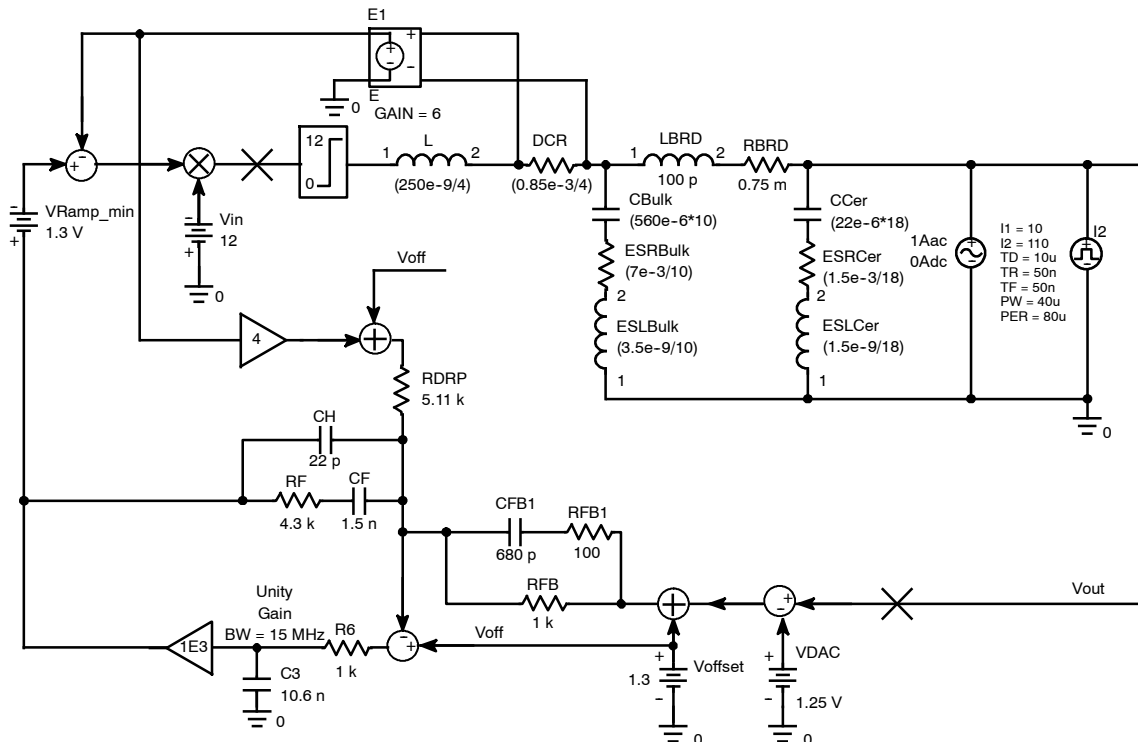 E1
+
+
-
-
E
0
GAIN = 6
-
+
12
0
1
L
2
(250e-9/4)
DCR
(0.85e-3/4)
1
LBRD
2
100 p
RBRD
0.75 m
-
VRamp_min
1.3 V
+
-
Vin
12
+
0
CBulk
(560e-6*10)
ESRBulk
(7e-3/10)
2
ESLBulk
(3.5e-9/10)
1
CCer
(22e-6*18)
ESRCer
(1.5e-3/18)
2
ESLCer
(1.5e-9/18)
1
1Aac
0Adc
+
-
I1 = 10
I2 = 110
TD = 10u
TR = 50n
TF = 50n
PW = 40u
PER = 80u
I2
+
-
0
Voff
4
RDRP
5.11 k
CH
22 p
RF
4.3 k
CF
1.5 n
CFB1
680 p
RFB1
100
RFB
1 k
Unity
Gain
BW = 15 MHz
1E3
R6
1 k
C3
10.6 n
0
-
+
Voff
+
1.3
-
Voffset
0
+
-
VDAC
+
-
1.25 V
0
Vout